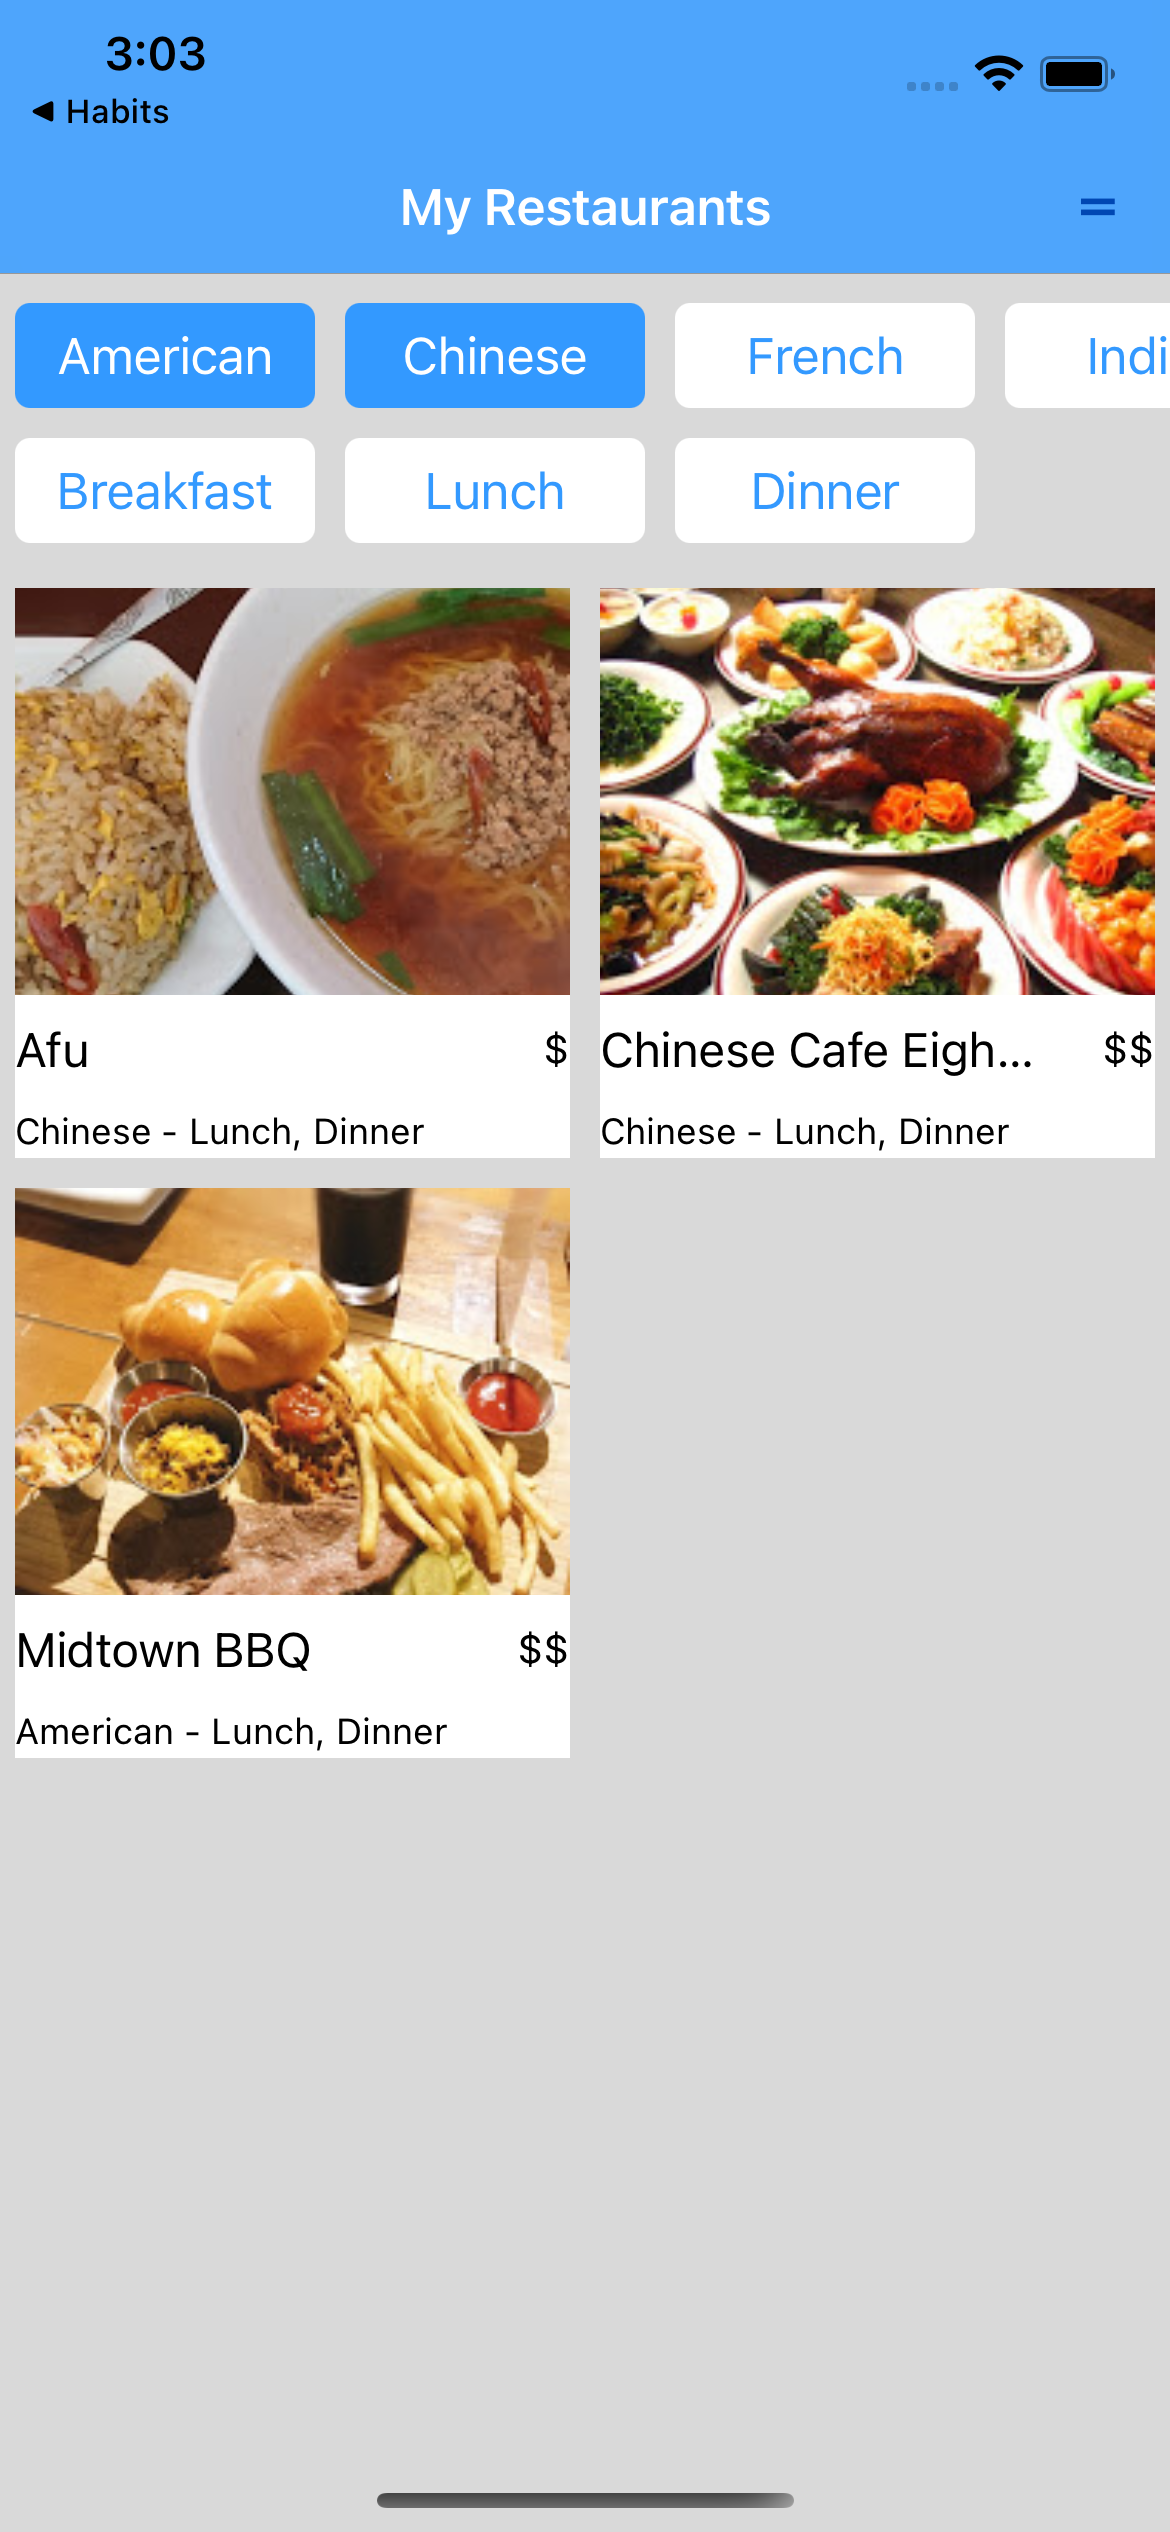 3:03
◀ Habits
My Restaurants
=
American
Chinese
French
Indi
Breakfast
Lunch
Dinner
Afu
$
Chinese - Lunch, Dinner
Chinese Cafe Eigh...
$$
Chinese - Lunch, Dinner
Midtown BBQ
$$
American - Lunch, Dinner